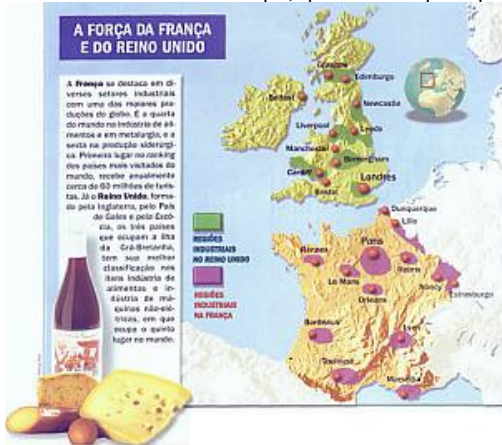 A FORÇA DA FRANÇA
E DO REINO UNIDO
A França se destaca em di-
versos setores industriais
com uma das maiores pro-
duções do globo. É a quarta
do mundo na indústria de ali-
mentos e em metalurgia, e a
sexta na produção siderúrgi-
ca. Primeiro lugar no ranking
dos países mais visitados do
mundo, recebe anualmente
cerca de 60 milhões de turis-
tas. Já o Reino Unido, forma-
do pela Inglaterra, pelo País
de Gales e pela Escó-
cia, os três países
que ocupam a ilha
da Grã-Bretanha,
tem sua melhor
classificação nos
itens indústria de
alimentos e in-
dústria de má-
quinas não-elé-
tricas, em que
ocupa o quinto
lugar no mundo.
REGIÕES
INDUSTRIAIS
NO REINO UNIDO
REGIÕES
INDUSTRIAIS
NA FRANÇA
Glasgow
Edimburgo
Belfast
Newcastle
Liverpool
Leeds
Manchester
Birmingham
Cardiff
Londres
Bristol
Dunquerque
Lille
Paris
Rennes
Reims
Le Mans
Nancy
Estrasburgo
Orleans
Bordeaux
Lyon
Toulouse
Marselha